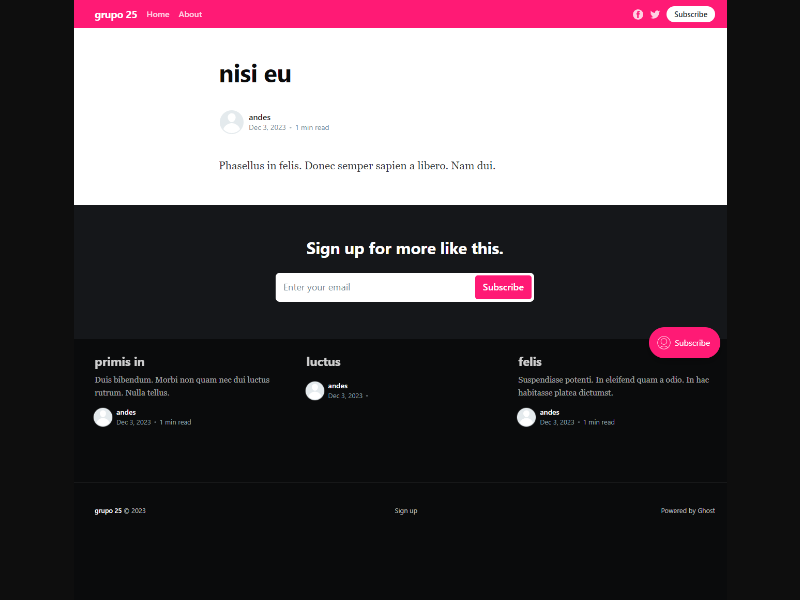 grupo 25 Home About Subscribe
nisi eu
andes
Dec 3, 2023 • 1 min read
Phasellus in felis. Donec semper sapien a libero. Nam dui.
Sign up for more like this.
Enter your email Subscribe
Subscribe
primis in
Duis bibendum. Morbi non quam nec dui luctus
rutrum. Nulla tellus.
andes
Dec 3, 2023 • 1 min read
luctus
andes
Dec 3, 2023 •
felis
Suspendisse potenti. In eleifend quam a odio. In hac
habitasse platea dictumst.
andes
Dec 3, 2023 • 1 min read
grupo 25 © 2023 Sign up Powered by Ghost